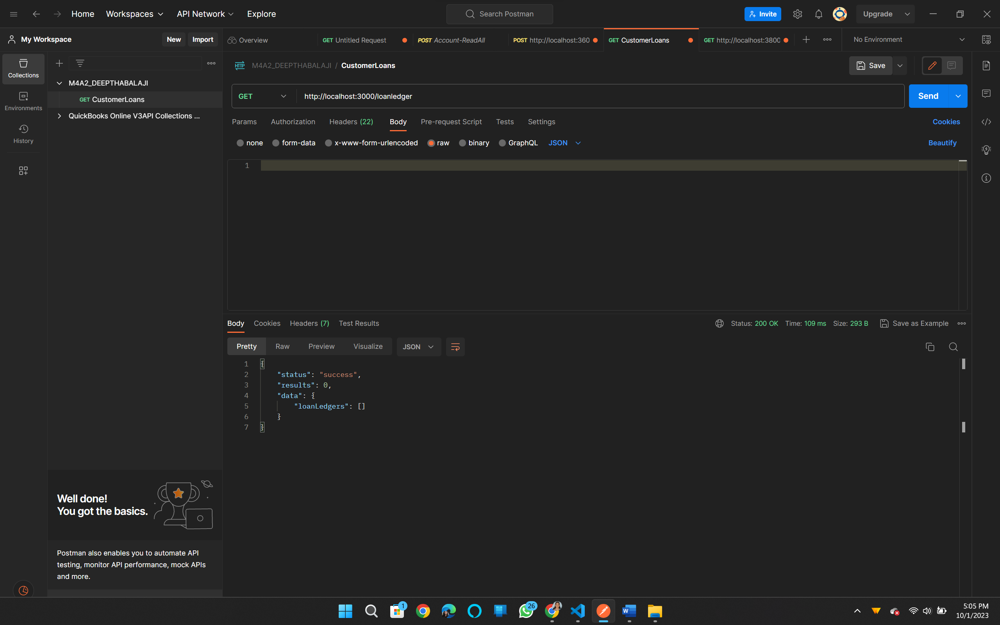 Home Workspaces API Network Explore Search Postman Invite Upgrade
My Workspace New Import Overview GET Untitled Request POST Account-ReadAll POST http://localhost:360 GET CustomerLoans GET http://localhost:3800 No Environment
Collections
Environments
History
M4A2_DEEPTHABALAJI
GET CustomerLoans
QuickBooks Online V3API Collections ...
HTTP M4A2_DEEPTHABALAJI / CustomerLoans Save
GET http://localhost:3000/loanledger Send
Params Authorization Headers (22) Body Pre-request Script Tests Settings Cookies
none form-data x-www-form-urlencoded raw binary GraphQL JSON Beautify
1
Body Cookies Headers (7) Test Results Status: 200 OK Time: 109 ms Size: 293 B Save as Example
Pretty Raw Preview Visualize JSON
1 {
2 "status": "success",
3 "results": 0,
4 "data": {
5 "loanLedgers": []
6 }
7 }
Well done!
You got the basics.
Postman also enables you to automate API
testing, monitor API performance, mock APIs
and more.
1 26
5:05 PM
10/1/2023